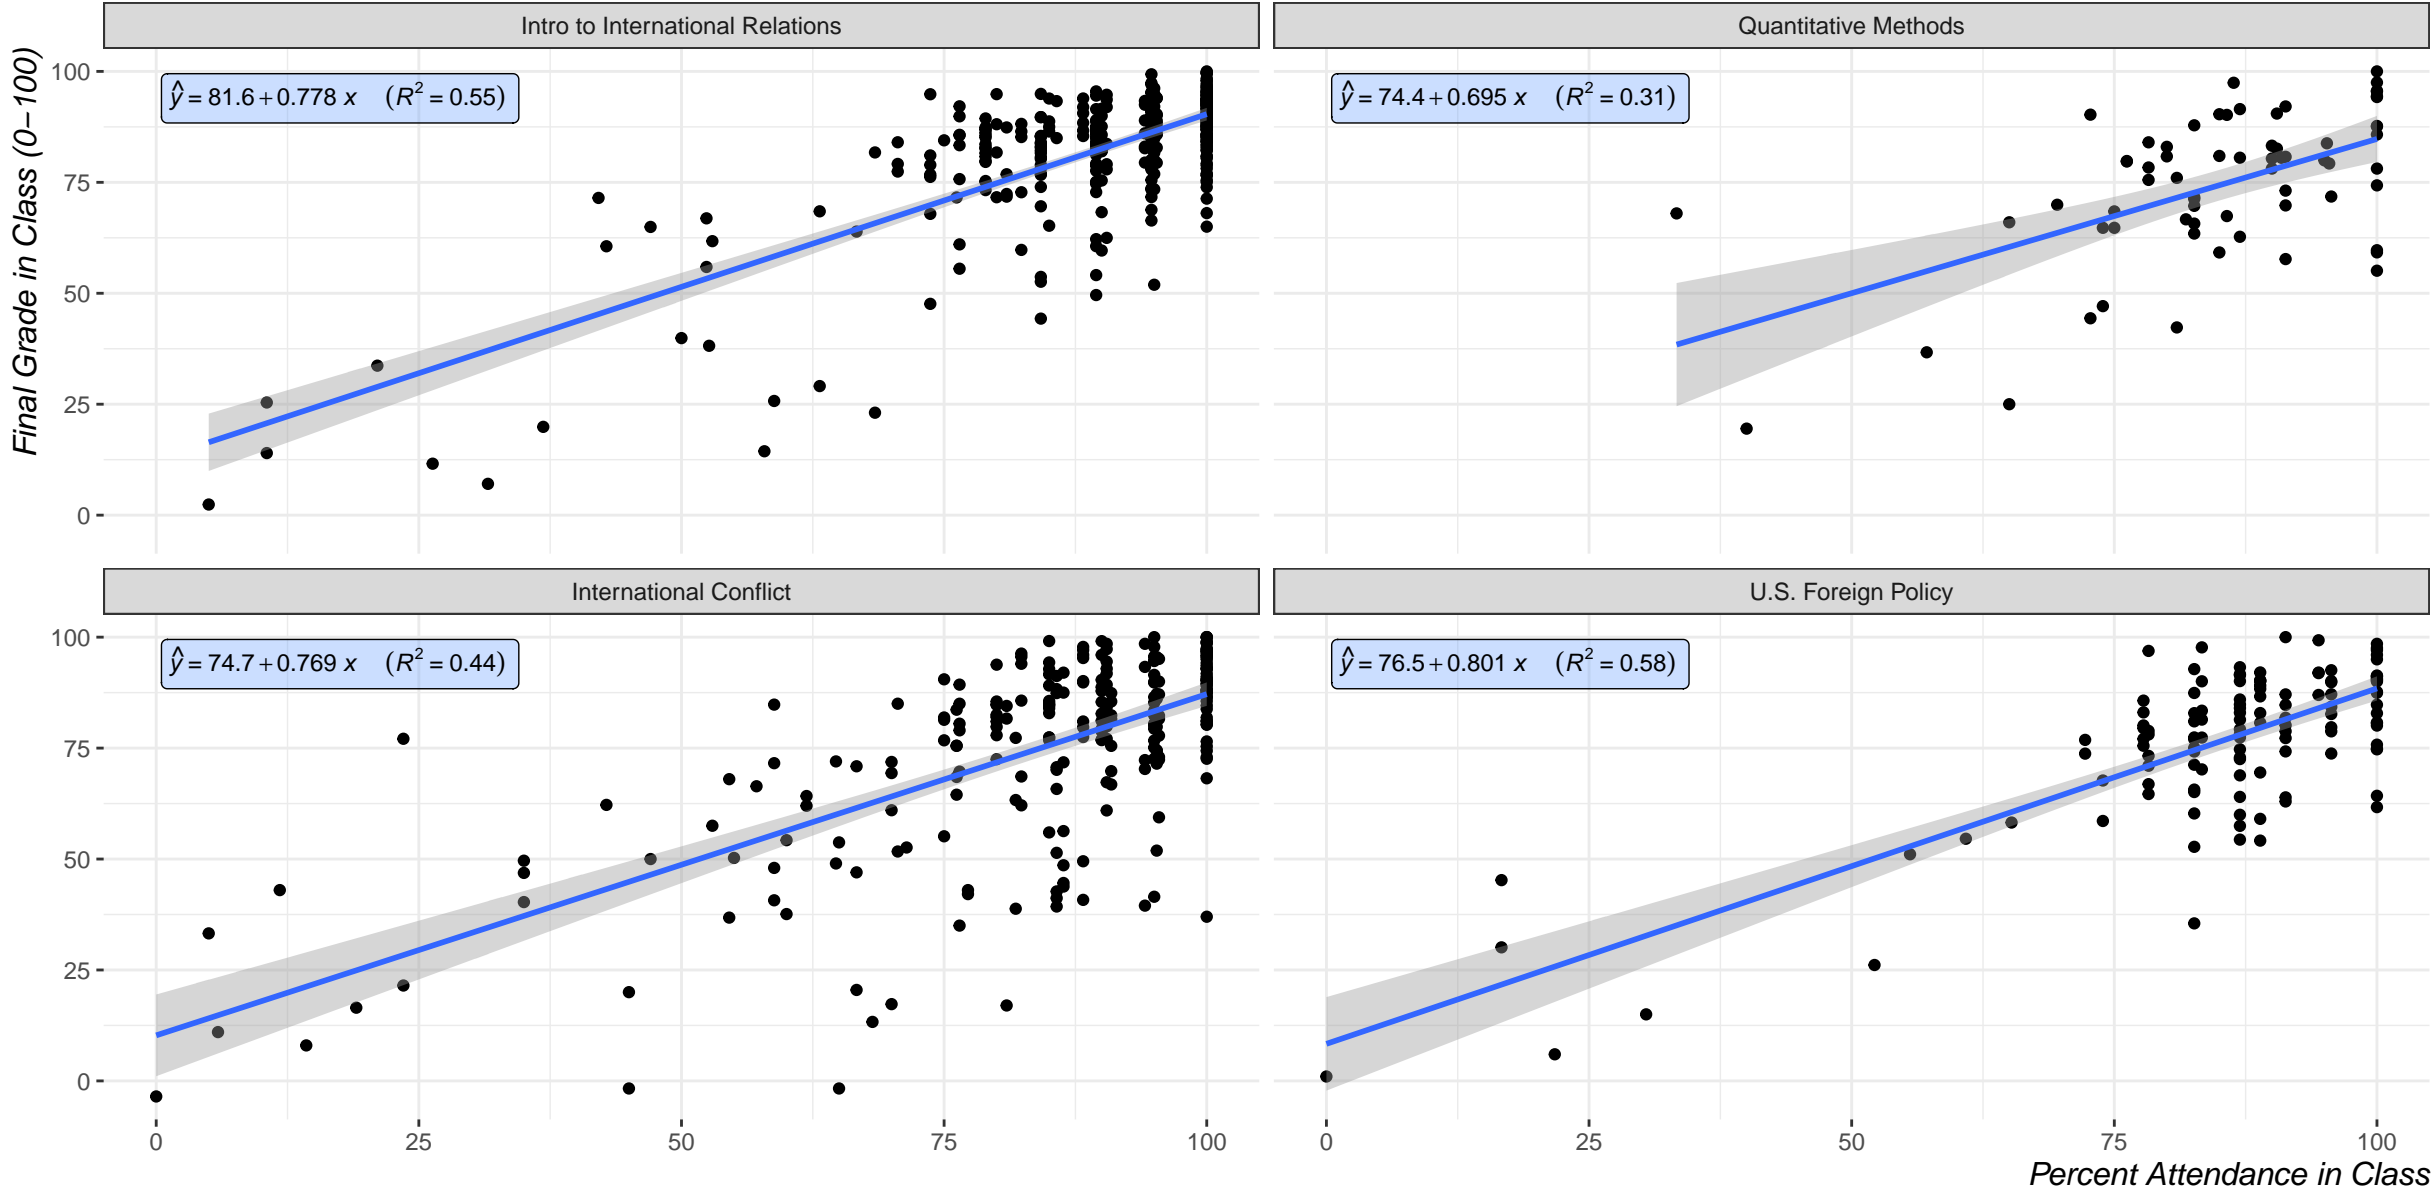 Intro to International Relations
Quantitative Methods
Final Grade in Class (0−100)
100
75
50
25
0
ŷ = 81.6 + 0.778 x (R² = 0.55)
ŷ = 74.4 + 0.695 x (R² = 0.31)
International Conflict
U.S. Foreign Policy
100
75
50
25
0
ŷ = 74.7 + 0.769 x (R² = 0.44)
ŷ = 76.5 + 0.801 x (R² = 0.58)
0 25 50 75 100
0 25 50 75 100
Percent Attendance in Class